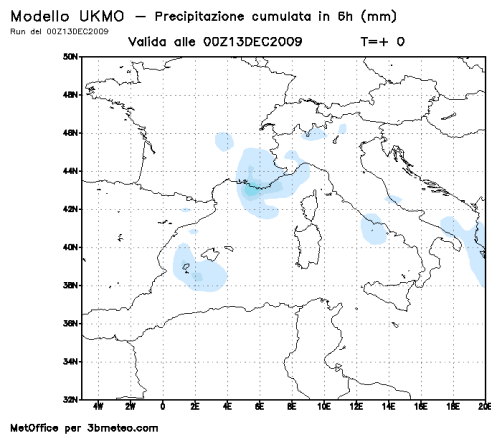 Modello UKMO – Precipitazione cumulata in 6h (mm)
Run del 00Z13DEC2009
Valida alle 00Z13DEC2009 T=+ 0
50N
48N
46N
44N
42N
40N
38N
36N
34N
32N
4W 2W 0 2E 4E 6E 8E 10E 12E 14E 16E 18E 20E
MetOffice per 3bmeteo.com